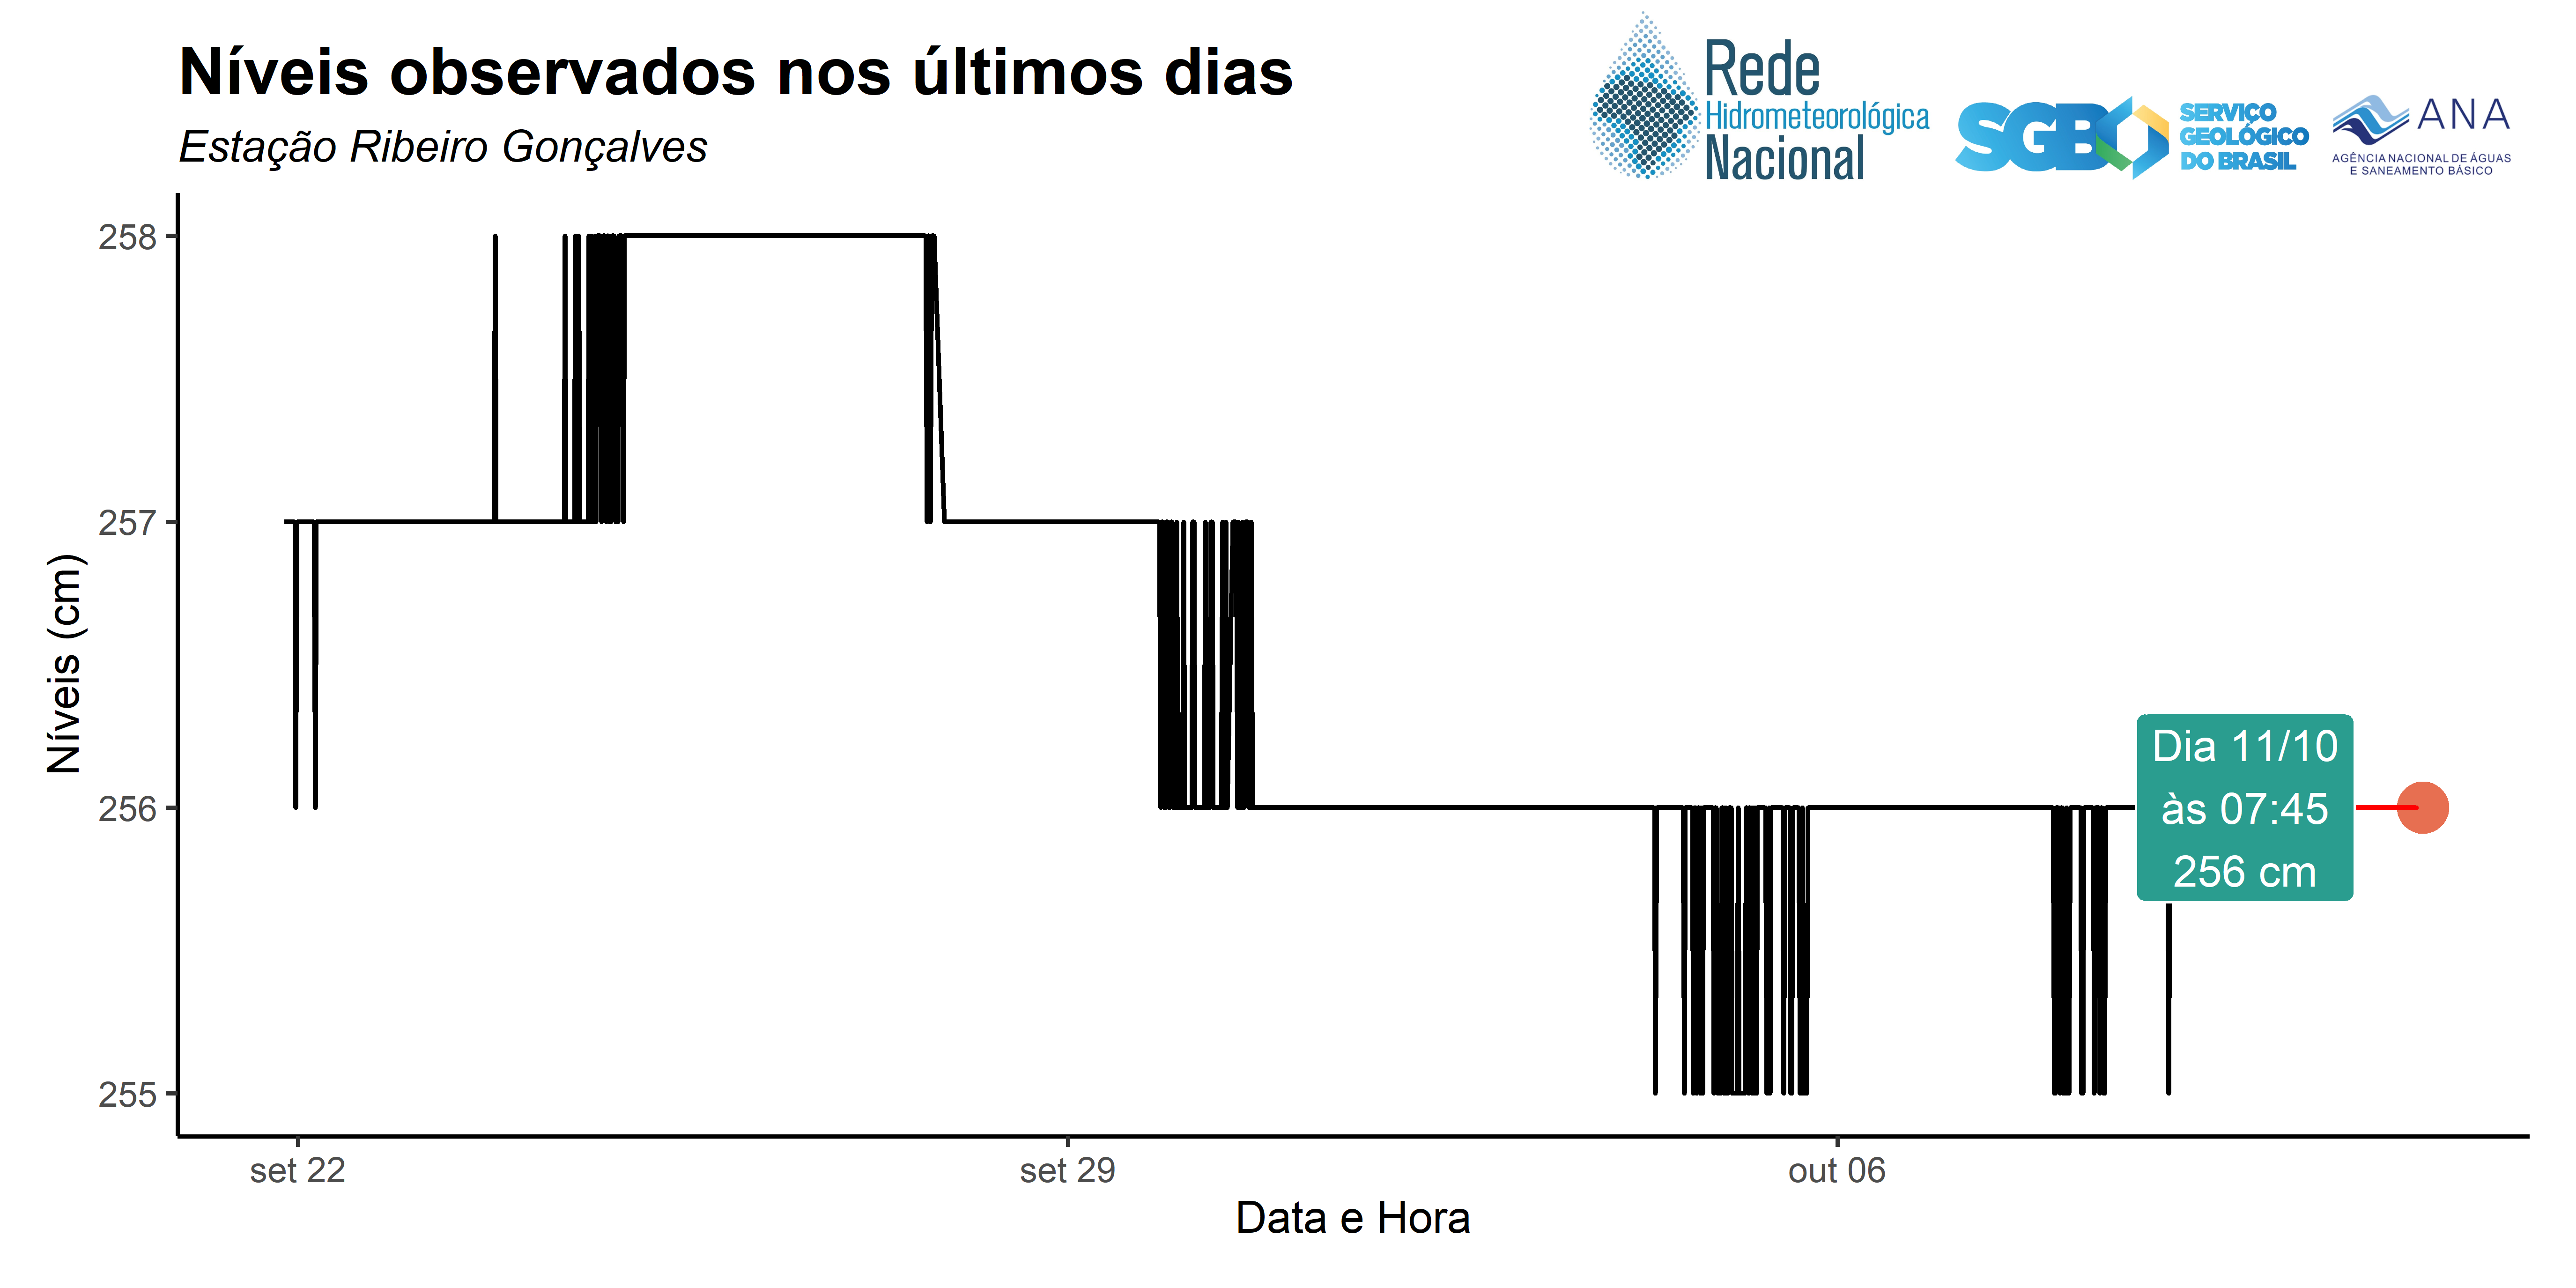 Níveis observados nos últimos dias
Estação Ribeiro Gonçalves
Rede
Hidrometeorológica
Nacional
SGB
SERVIÇO
GEOLÓGICO
DO BRASIL
ANA
AGÊNCIA NACIONAL DE ÁGUAS
E SANEAMENTO BÁSICO
Níveis (cm)
258
257
256
255
Dia 11/10
às 07:45
256 cm
set 22
set 29
out 06
Data e Hora